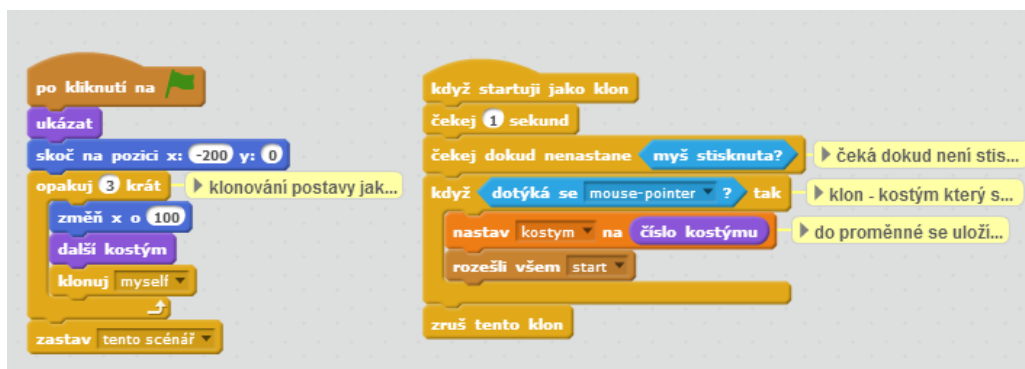 po kliknutí na
ukázat
skoč na pozici x: -200 y: 0
opakuj 3 krát
klonování postavy jak...
změň x o 100
další kostým
klonuj myself
zastav tento scénář
když startuji jako klon
čekej 1 sekund
čekej dokud nenastane myš stisknuta?
čeká dokud není stis...
když dotýká se mouse-pointer ? tak
klon - kostým který s...
nastav kostym na číslo kostýmu
do proměnné se uloží...
rozešli všem start
zruš tento klon